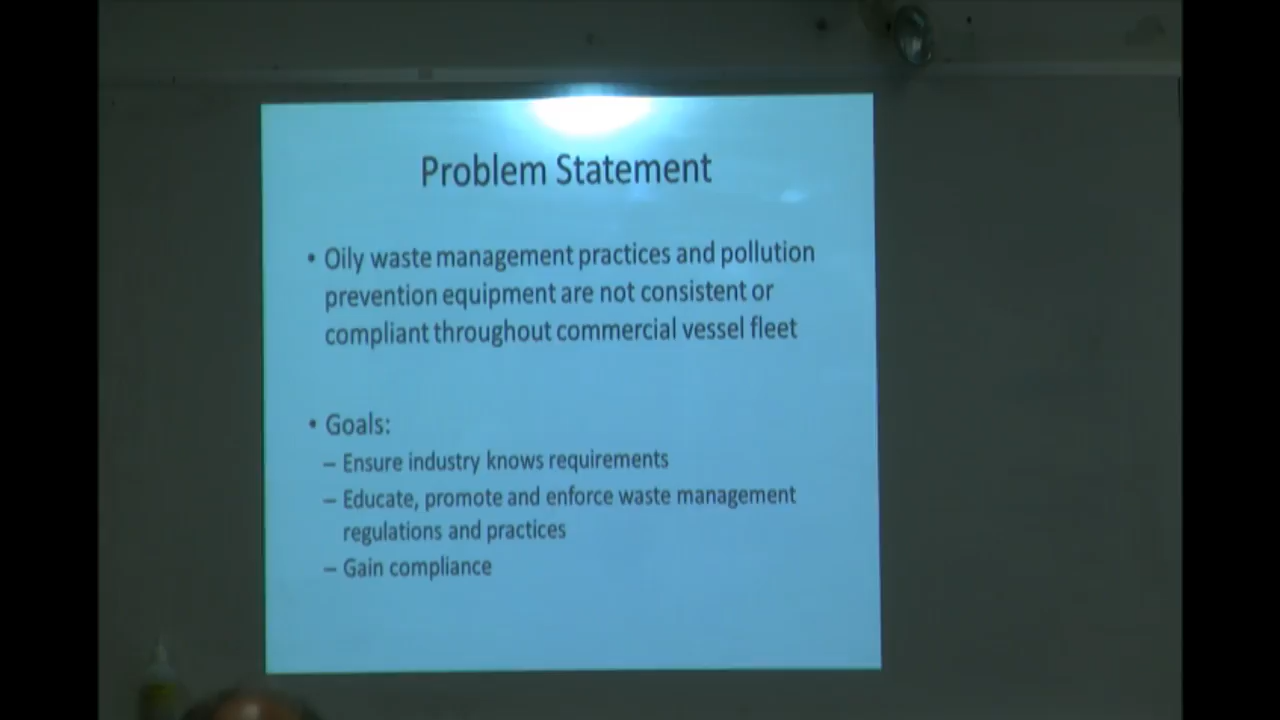 Problem Statement
• Oily waste management practices and pollution
prevention equipment are not consistent or
compliant throughout commercial vessel fleet
• Goals:
– Ensure industry knows requirements
– Educate, promote and enforce waste management
regulations and practices
– Gain compliance